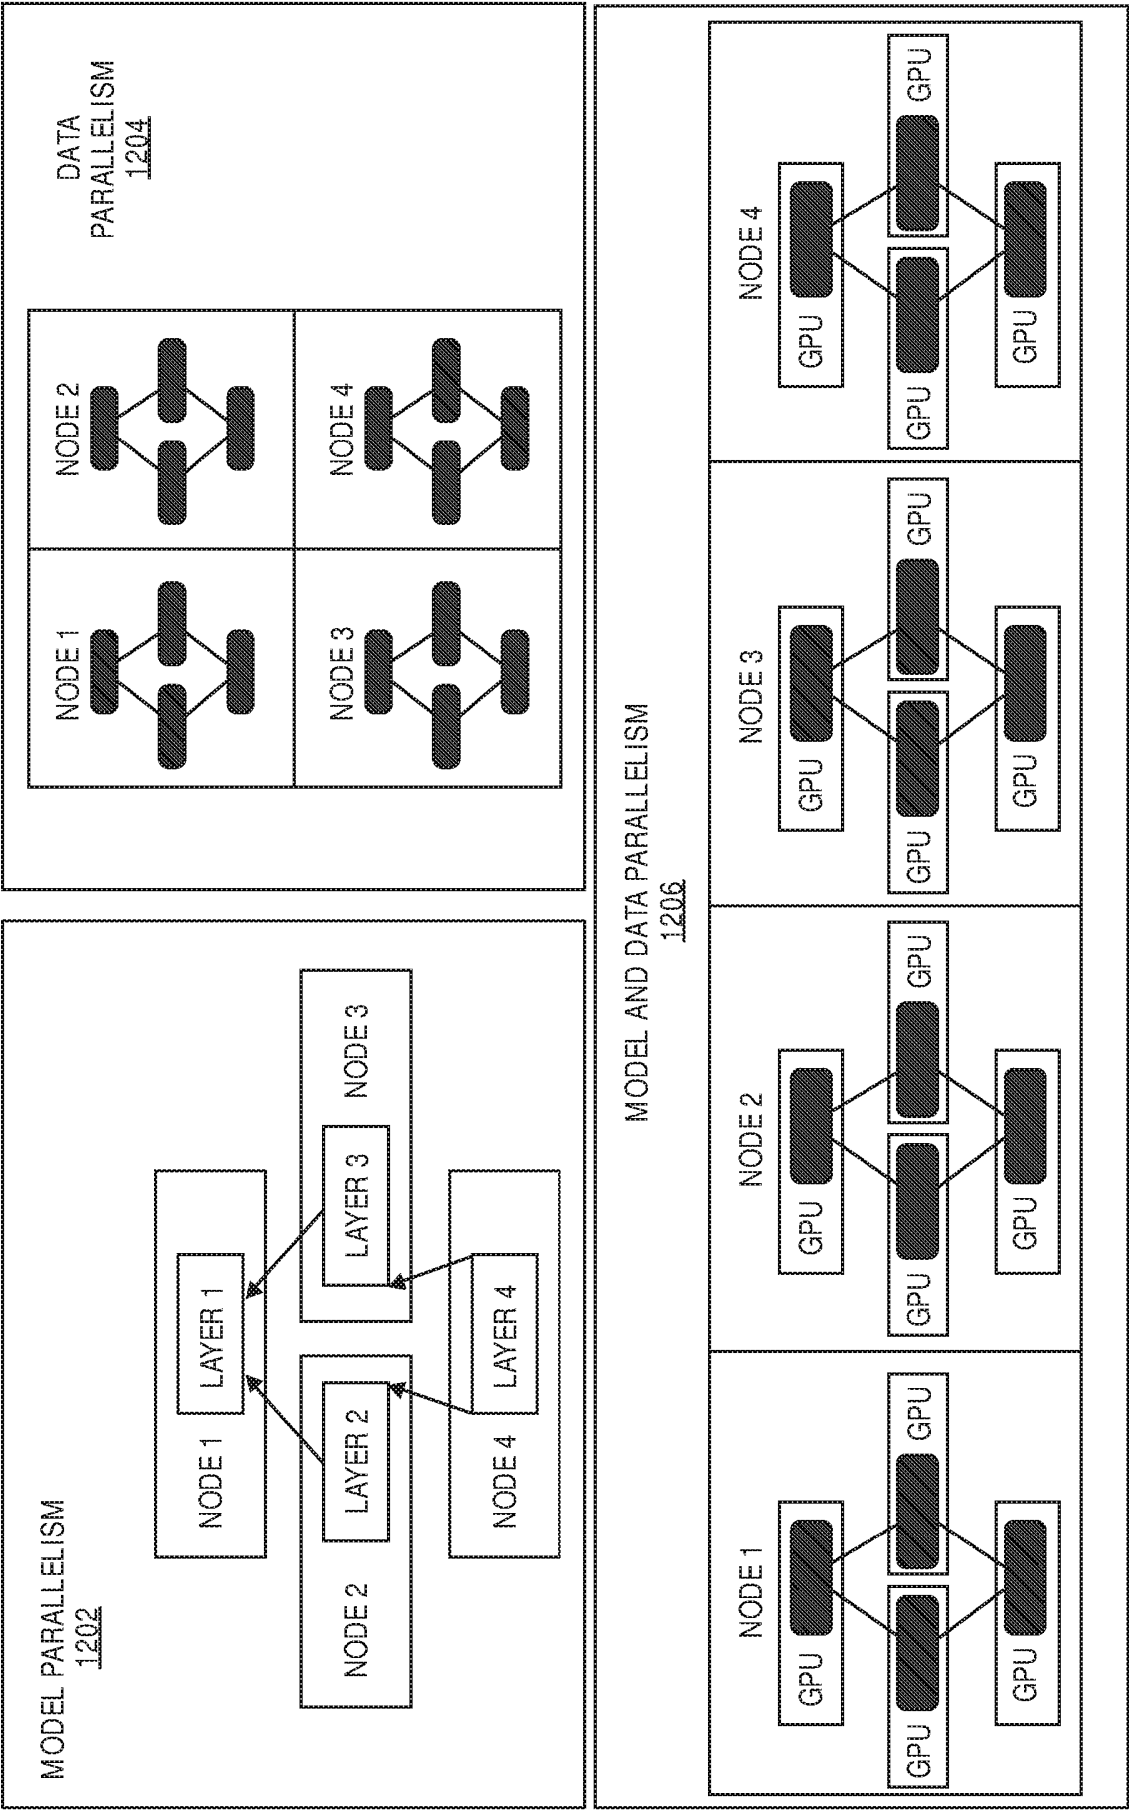 MODEL PARALLELISM
1202
NODE 1
LAYER 1
NODE 2
LAYER 2
LAYER 3
NODE 3
NODE 4
LAYER 4
DATA
PARALLELISM
1204
NODE 1
NODE 2
NODE 3
NODE 4
MODEL AND DATA PARALLELISM
1206
NODE 1
GPU
GPU
GPU
GPU
NODE 2
GPU
GPU
GPU
GPU
NODE 3
GPU
GPU
GPU
GPU
NODE 4
GPU
GPU
GPU
GPU